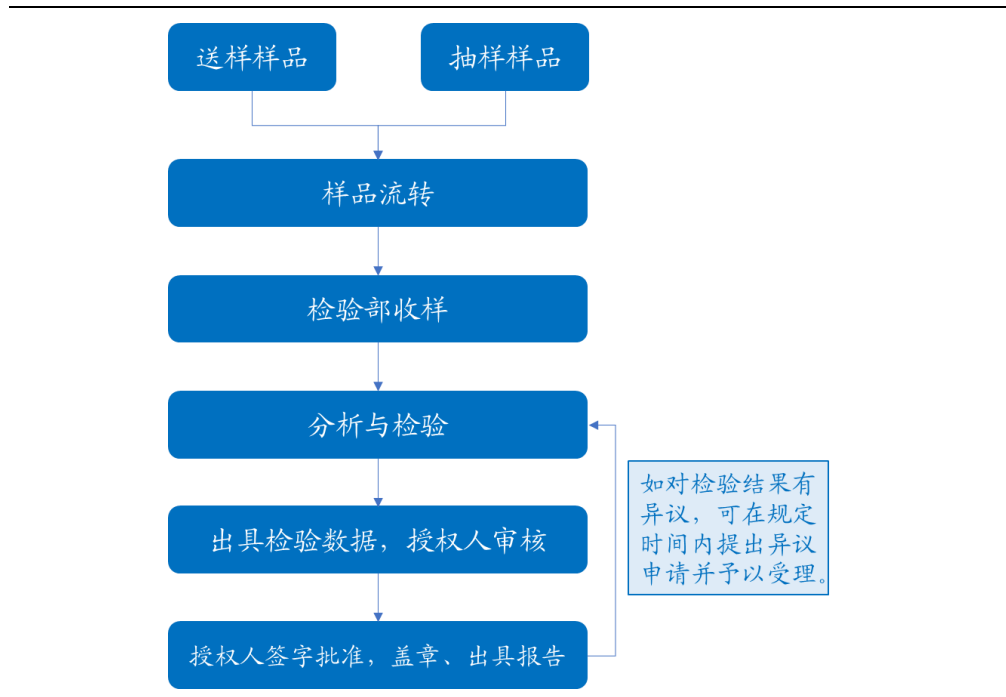 送样样品
抽样样品
样品流转
检验部收样
分析与检验
如对检验结果有
异议，可在规定
时间内提出异议
申请并予以受理。
出具检验数据，授权人审核
授权人签字批准，盖章、出具报告